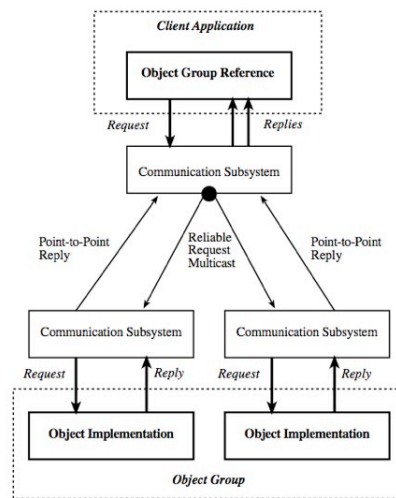 Client Application
Object Group Reference
Request
Replies
Communication Subsystem
Point-to-Point
Reply
Reliable
Request
Multicast
Point-to-Point
Reply
Communication Subsystem
Communication Subsystem
Request
Reply
Request
Reply
Object Implementation
Object Implementation
Object Group